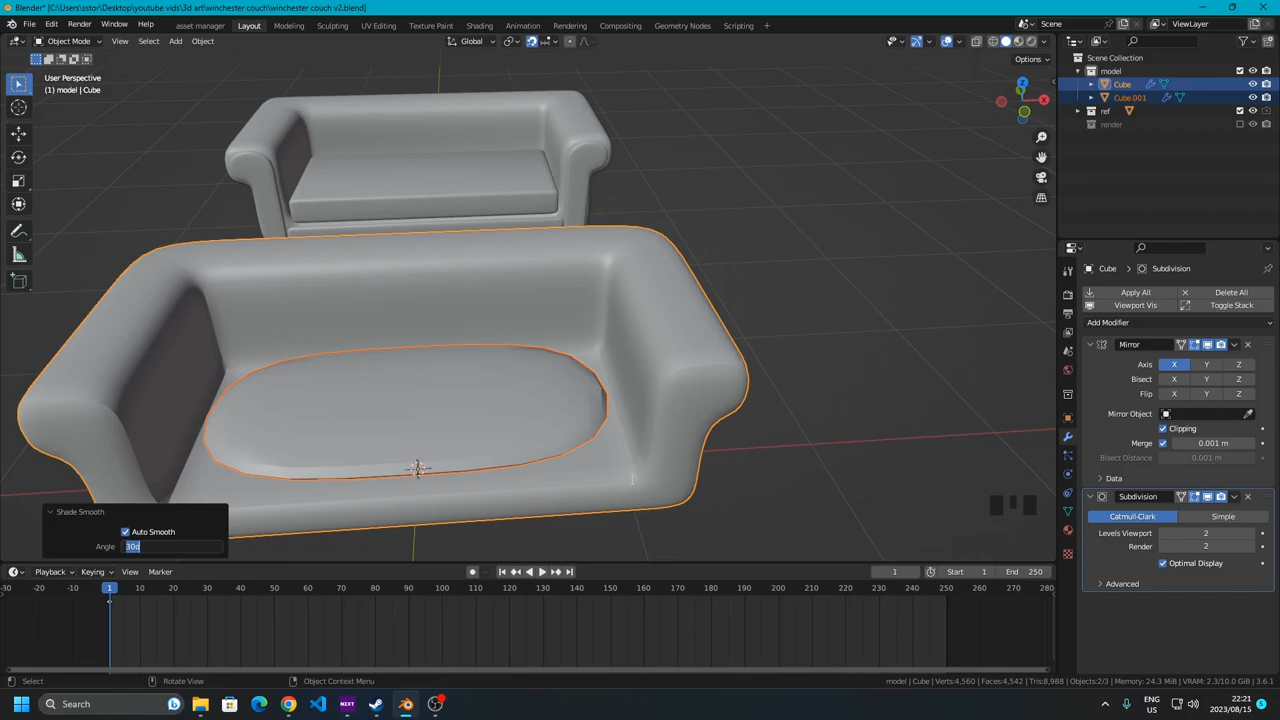 Blender* [C:\Users\sstor\Desktop\youtube vids\3d art\winchester couch\winchester couch v2.blend]
File Edit Render Window Help asset manager Layout Modeling Sculpting UV Editing Texture Paint Shading Animation Rendering Compositing Geometry Nodes Scripting + Scene ViewLayer
Object Mode View Select Add Object Global
Options
User Perspective
(1) model | Cube
Z
X
Scene Collection
model
Cube
Cube.001
ref
render
Cube Subdivision
Apply All Delete All
Viewport Vis Toggle Stack
Add Modifier
Mirror
Axis X Y Z
Bisect X Y Z
Flip X Y Z
Mirror Object
Clipping
Merge 0.001 m
Bisect Distance 0.001 m
Data
Subdivision
Catmull-Clark Simple
Levels Viewport 2
Render 2
Optimal Display
Advanced
Shade Smooth
Auto Smooth
Angle 30d
Playback Keying View Marker 1 Start 1 End 250
-30 -20 -10 1 10 20 30 40 50 60 70 80 90 100 110 120 130 140 150 160 170 180 190 200 210 220 230 240 250 260 270 280
Select Rotate View Object Context Menu model | Cube | Verts:4,560 | Faces:4,542 | Tris:8,988 | Objects:2/3 | Memory: 24.3 MiB | VRAM: 2.3/10.0 GiB | 3.6.1
Search NZXT ENG US 22:21 2023/08/15